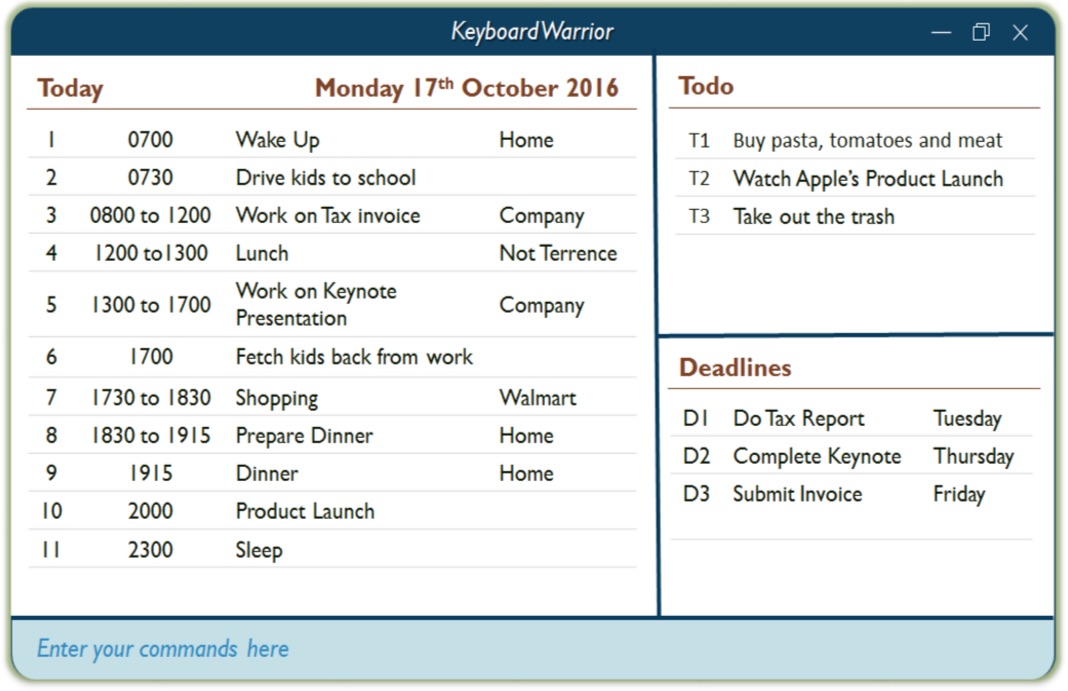 KeyboardWarrior
Today Monday 17th October 2016
1 0700 Wake Up Home
2 0730 Drive kids to school
3 0800 to 1200 Work on Tax invoice Company
4 1200 to1300 Lunch Not Terrence
5 1300 to 1700 Work on Keynote
Presentation Company
6 1700 Fetch kids back from work
7 1730 to 1830 Shopping Walmart
8 1830 to 1915 Prepare Dinner Home
9 1915 Dinner Home
10 2000 Product Launch
11 2300 Sleep
Todo
T1 Buy pasta, tomatoes and meat
T2 Watch Apple's Product Launch
T3 Take out the trash
Deadlines
D1 Do Tax Report Tuesday
D2 Complete Keynote Thursday
D3 Submit Invoice Friday
Enter your commands here